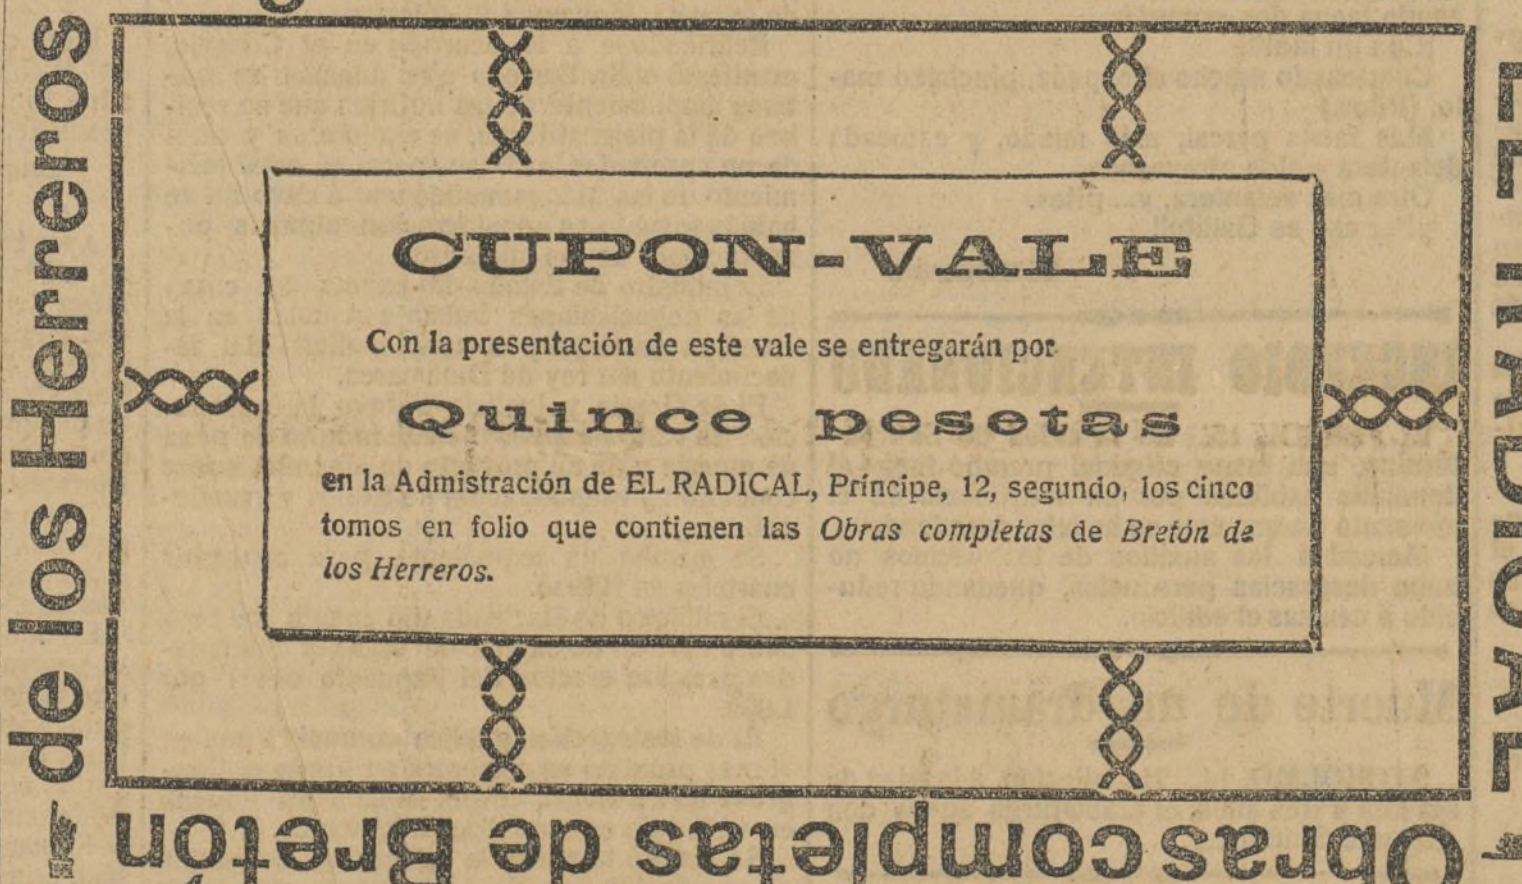 CUPON-VALE
Con la presentación de este vale se entregarán por
Quince pesetas
en la Admistración de EL RADICAL, Príncipe, 12, segundo, los cinco
tomos en folio que contienen las Obras completas de Bretón de
los Herreros.
EL RADICAL
Obras completas de Bretón
de los Herreros